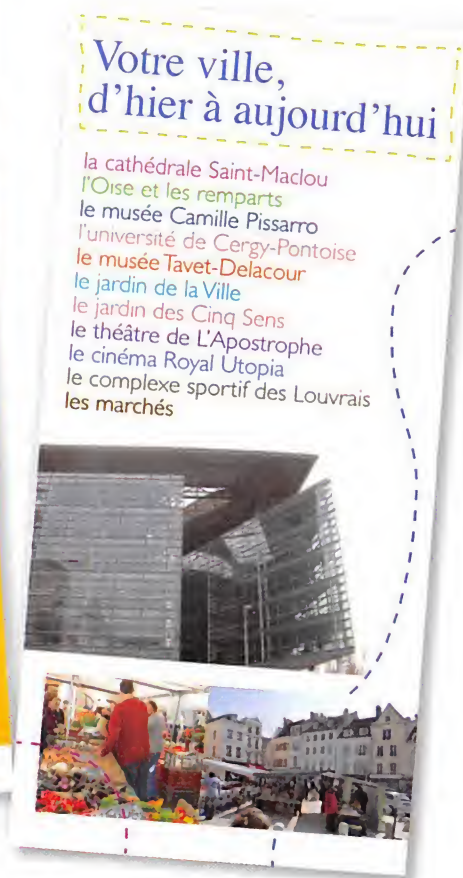 Votre ville,
d'hier à aujourd'hui
la cathédrale Saint-Maclou
l'Oise et les remparts
le musée Camille Pissarro
l'université de Cergy-Pontoise
le musée Tavet-Delacour
le jardin de la Ville
le jardin des Cinq Sens
le théâtre de L'Apostrophe
le cinéma Royal Utopia
le complexe sportif des Louvrais
les marchés